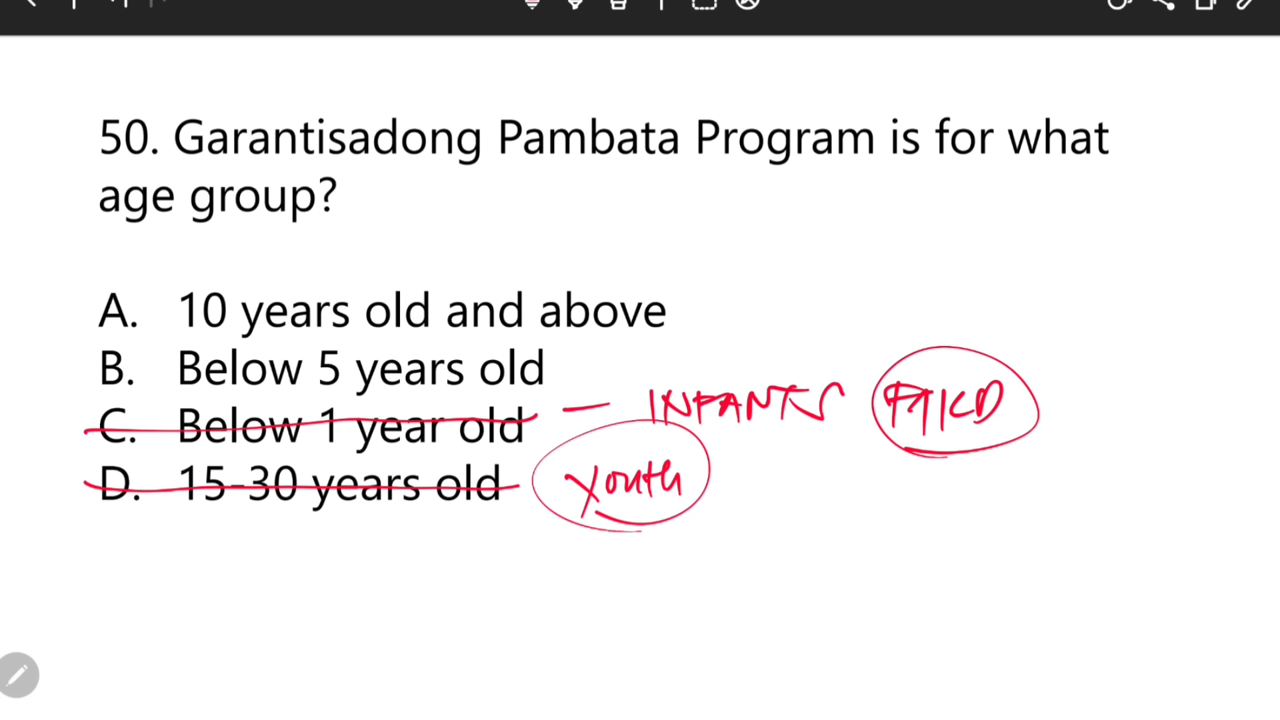 50. Garantisadong Pambata Program is for what
age group?
A. 10 years old and above
B. Below 5 years old
C. Below 1 year old – INFANTS
D. 15-30 years old Youth